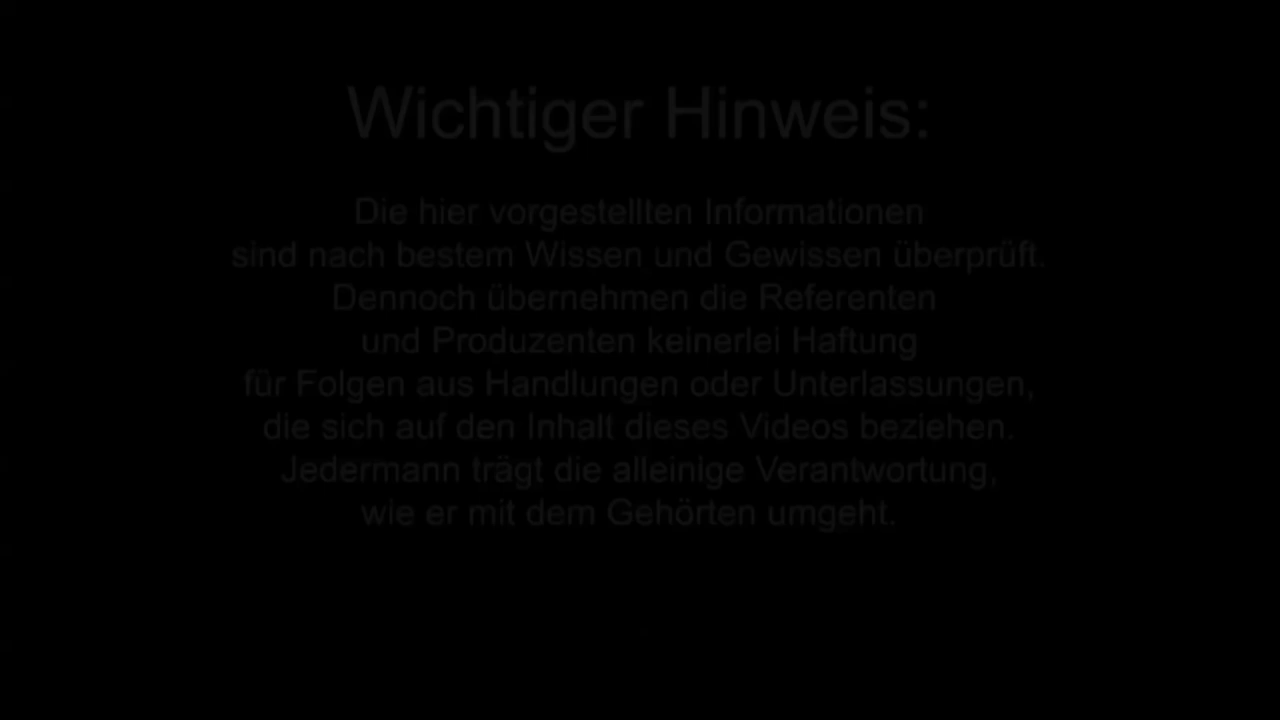 Wichtiger Hinweis:
Die hier vorgestellten Informationen
sind nach bestem Wissen und Gewissen überprüft.
Dennoch übernehmen die Referenten
und Produzenten keinerlei Haftung
für Folgen aus Handlungen oder Unterlassungen,
die sich auf den Inhalt dieses Videos beziehen.
Jedermann trägt die alleinige Verantwortung,
wie er mit dem Gehörten umgeht.